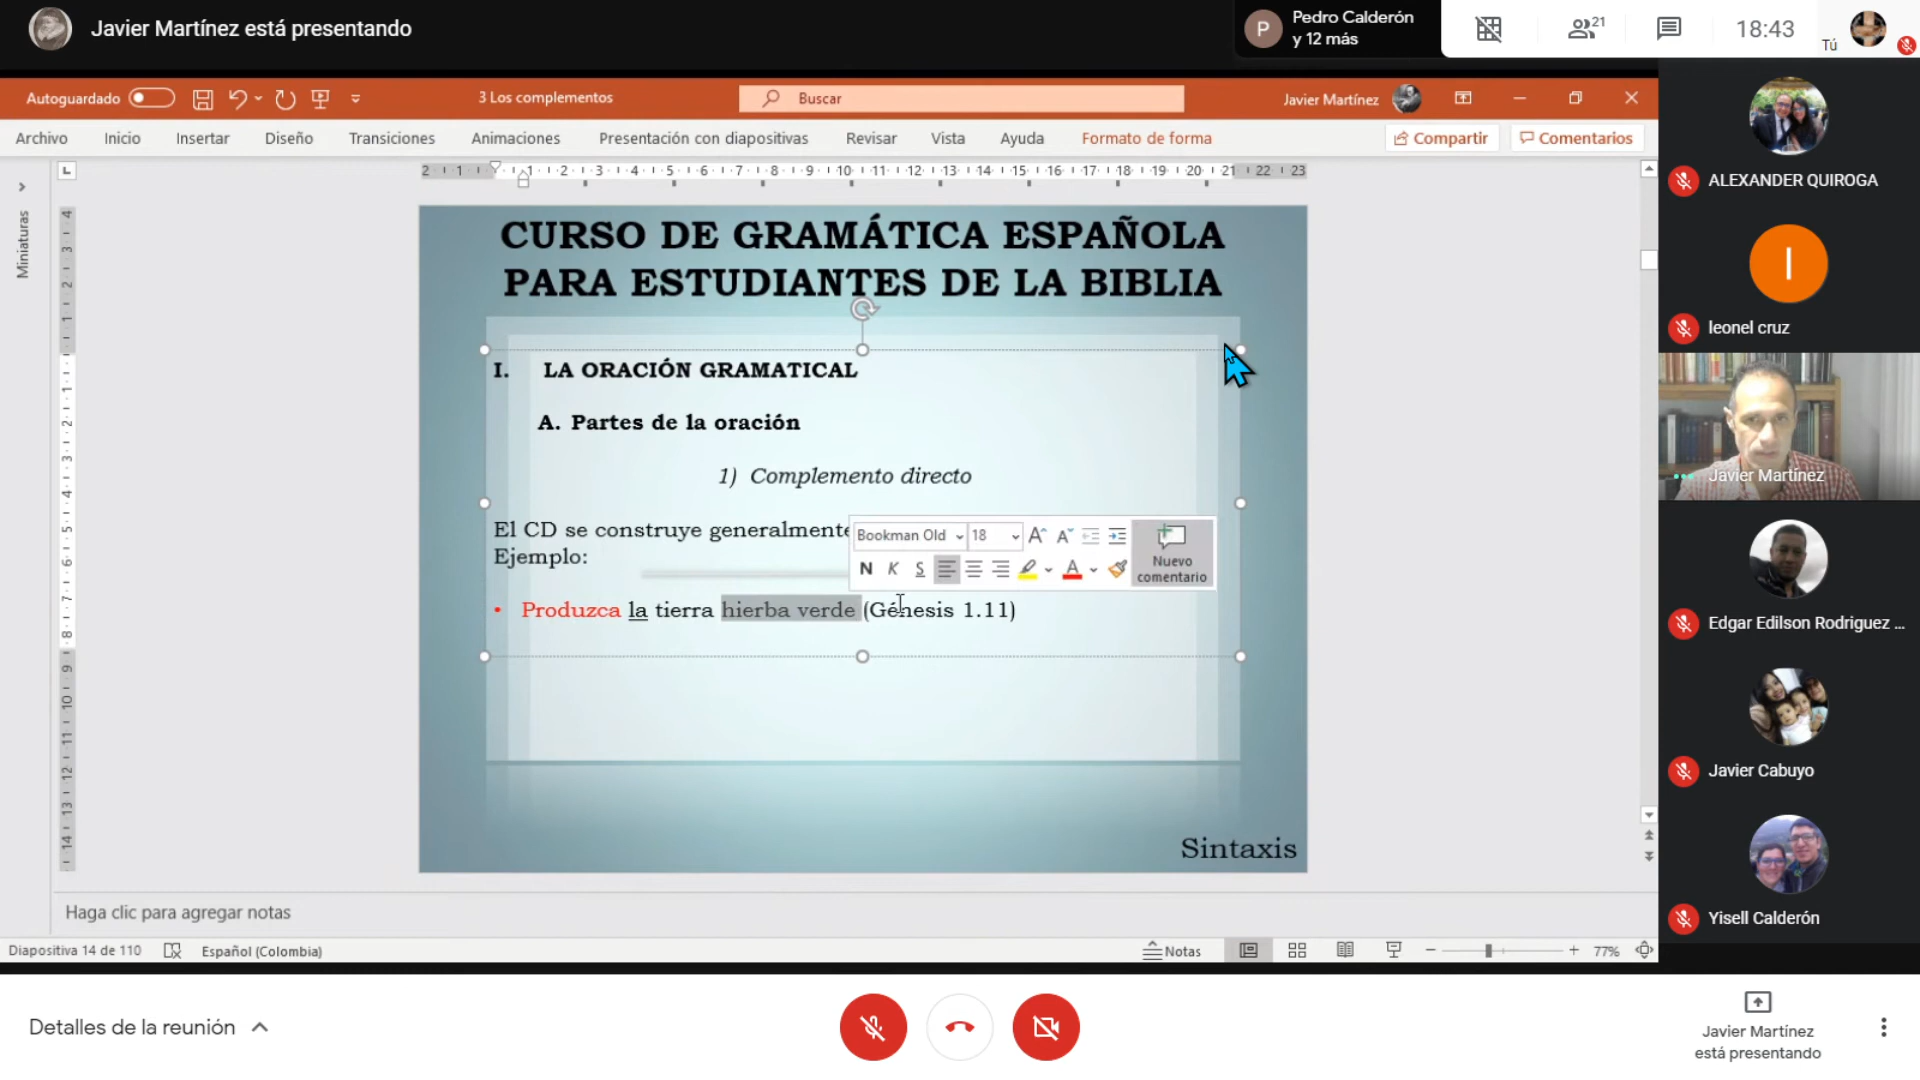 Javier Martínez está presentando
P
Pedro Calderón
y 12 más
21
18:43
Tú
Autoguardado
3 Los complementos
Buscar
Javier Martínez
Archivo Inicio Insertar Diseño Transiciones Animaciones Presentación con diapositivas Revisar Vista Ayuda Formato de forma Compartir Comentarios
Miniaturas
CURSO DE GRAMÁTICA ESPAÑOLA
PARA ESTUDIANTES DE LA BIBLIA
I. LA ORACIÓN GRAMATICAL
A. Partes de la oración
1) Complemento directo
El CD se construye generalmente
Ejemplo:
Bookman Old 18
N K S
Nuevo
comentario
• Produzca la tierra hierba verde (Génesis 1.11)
Sintaxis
Haga clic para agregar notas
Diapositiva 14 de 110 Español (Colombia) Notas 77%
ALEXANDER QUIROGA
l
leonel cruz
Javier Martínez
Edgar Edilson Rodriguez ...
Javier Cabuyo
Yisell Calderón
Detalles de la reunión
Javier Martínez
está presentando